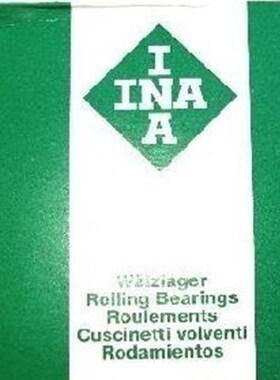 I
INA
A
Wälzlager
Rolling Bearings
Roulements
Cuscinetti volventi
Rodamientos